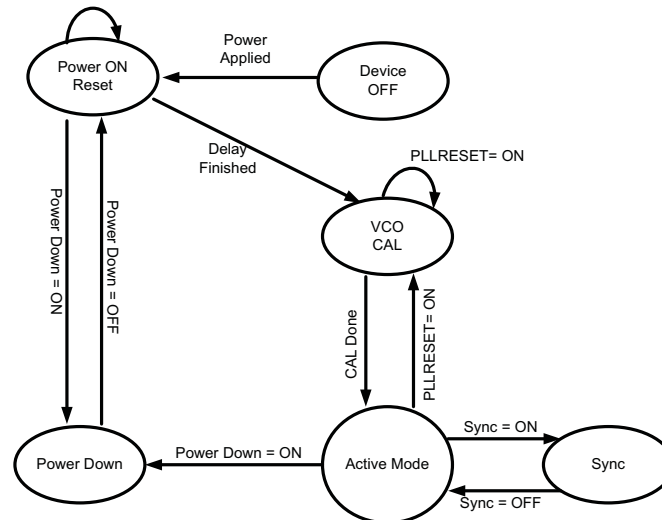 Power
Applied
Power ON
Reset
Device
OFF
Delay
Finished
PLLRESET= ON
VCO
CAL
Power Down = ON
Power Down = OFF
CAL Done
PLLRESET= ON
Sync = ON
Power Down = ON
Power Down
Active Mode
Sync
Sync = OFF